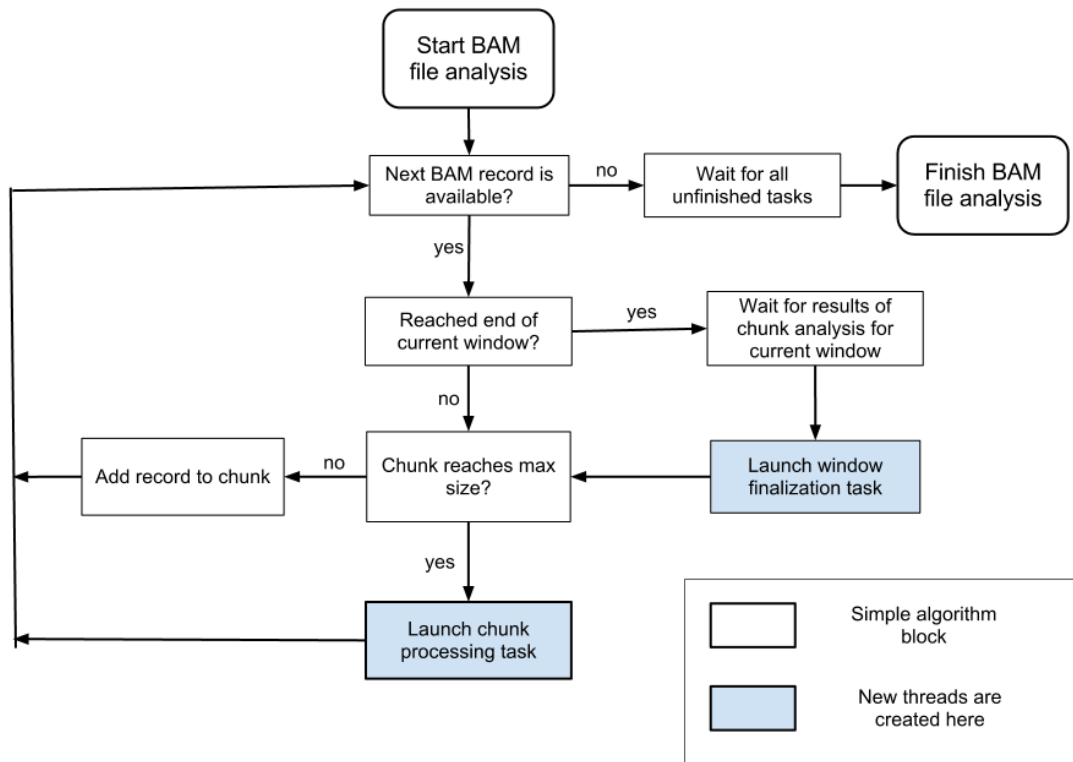 Start BAM
file analysis
Next BAM record is
available?
no
Wait for all
unfinished tasks
Finish BAM
file analysis
yes
Reached end of
current window?
yes
Wait for results of
chunk analysis for
current window
no
Add record to chunk
no
Chunk reaches max
size?
Launch window
finalization task
yes
Launch chunk
processing task
Simple algorithm
block
New threads are
created here